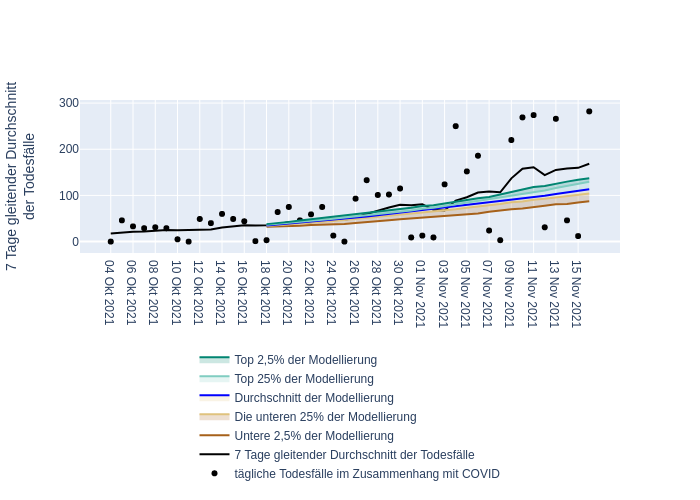 7 Tage gleitender Durchschnitt
der Todesfälle
300
200
100
0
04 Okt 2021
06 Okt 2021
08 Okt 2021
10 Okt 2021
12 Okt 2021
14 Okt 2021
16 Okt 2021
18 Okt 2021
20 Okt 2021
22 Okt 2021
24 Okt 2021
26 Okt 2021
28 Okt 2021
30 Okt 2021
01 Nov 2021
03 Nov 2021
05 Nov 2021
07 Nov 2021
09 Nov 2021
11 Nov 2021
13 Nov 2021
15 Nov 2021
Top 2,5% der Modellierung
Top 25% der Modellierung
Durchschnitt der Modellierung
Die unteren 25% der Modellierung
Untere 2,5% der Modellierung
7 Tage gleitender Durchschnitt der Todesfälle
tägliche Todesfälle im Zusammenhang mit COVID